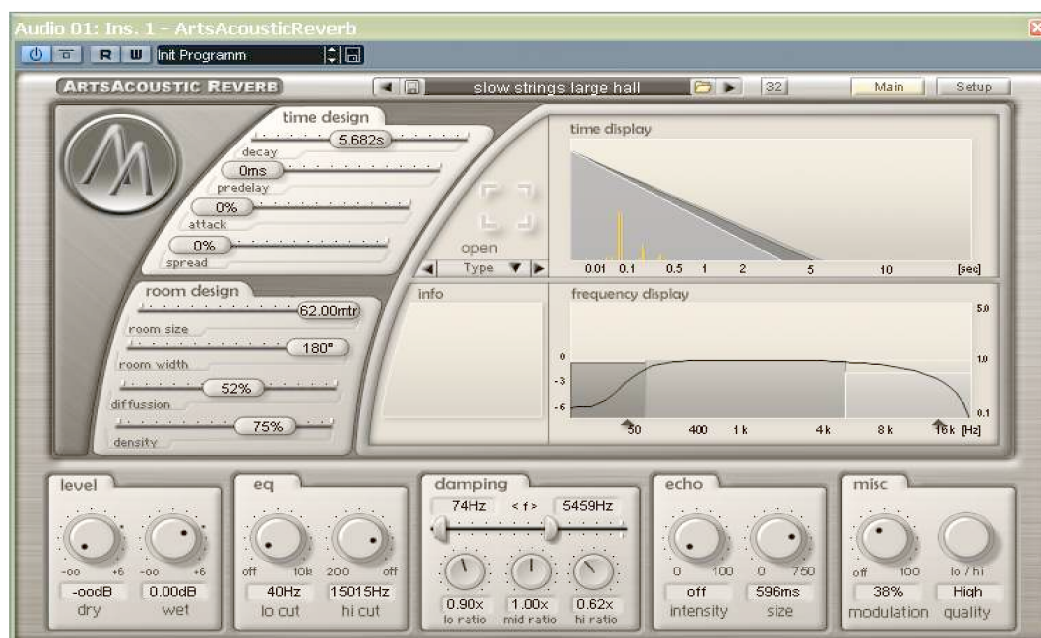 Audio 01: Ins. 1 - ArtsAcousticReverb
R W Init Programm
ArtsAcoustic Reverb slow strings large hall 32 Main Setup
time design
5.682s
decay
0ms
predelay
0%
attack
0%
spread
open
Type
time display
0.01 0.1 0.5 1 2 5 10 [sec]
room design
62.00mtr
room size
180°
room width
52%
diffussion
75%
density
info
frequency display
5.0
0 1.0
-3
-6 0.1
50 400 1k 4k 8k 16k [Hz]
level
-oo +6 -oo +6
-oodB 0.00dB
dry wet
eq
off 10k 200 off
40Hz 15015Hz
lo cut hi cut
damping
74Hz < f > 5459Hz
0.90x 1.00x 0.62x
lo ratio mid ratio hi ratio
echo
0 100 0 750
off 596ms
intensity size
misc
off 100 lo / hi
38% High
modulation quality